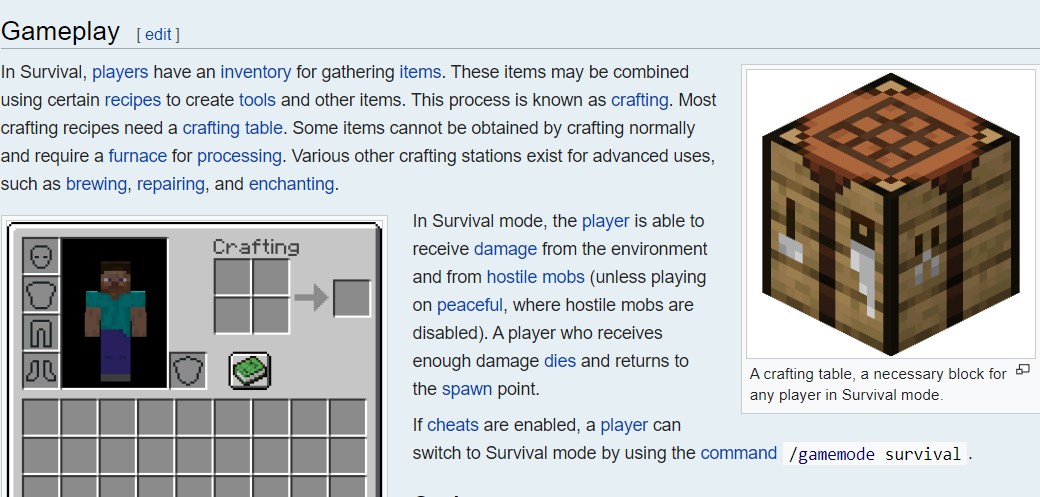 Gameplay [ edit ]
In Survival, players have an inventory for gathering items. These items may be combined
using certain recipes to create tools and other items. This process is known as crafting. Most
crafting recipes need a crafting table. Some items cannot be obtained by crafting normally
and require a furnace for processing. Various other crafting stations exist for advanced uses,
such as brewing, repairing, and enchanting.
Crafting
In Survival mode, the player is able to
receive damage from the environment
and from hostile mobs (unless playing
on peaceful, where hostile mobs are
disabled). A player who receives
enough damage dies and returns to
the spawn point.
If cheats are enabled, a player can
switch to Survival mode by using the command /gamemode survival .
A crafting table, a necessary block for
any player in Survival mode.